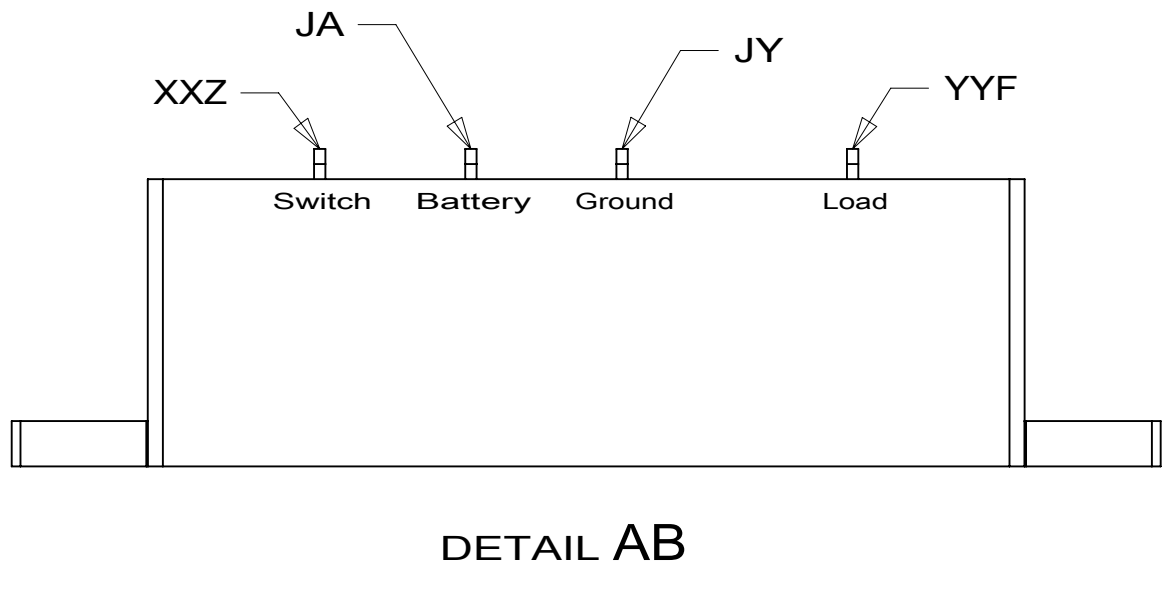 JA
JY
XXZ
YYF
Switch Battery Ground Load
DETAIL AB